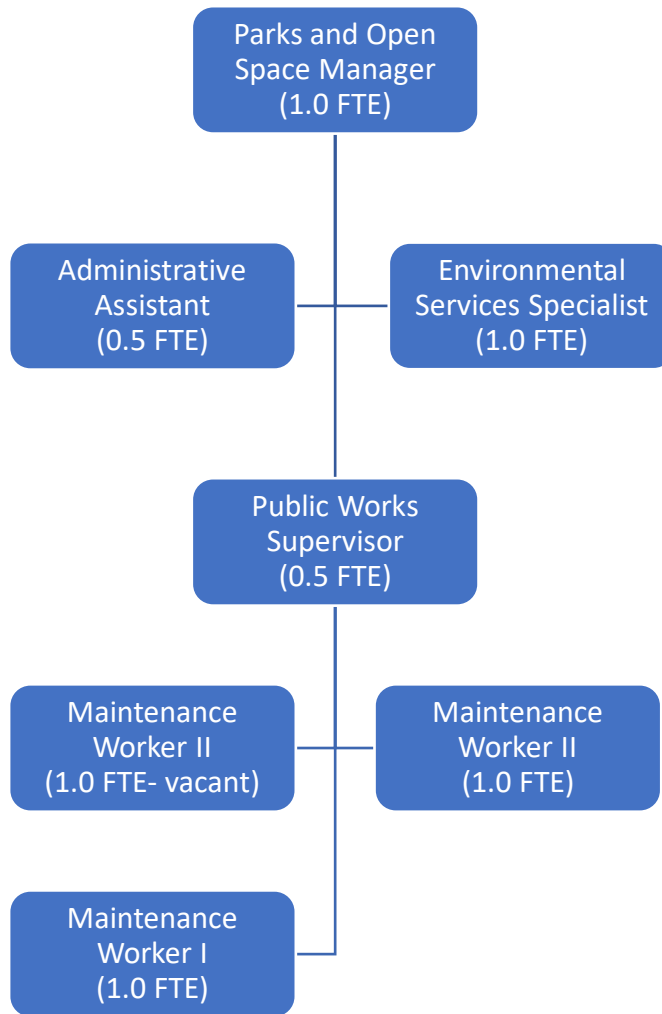 Parks and Open
Space Manager
(1.0 FTE)
Administrative
Assistant
(0.5 FTE)
Environmental
Services Specialist
(1.0 FTE)
Public Works
Supervisor
(0.5 FTE)
Maintenance
Worker II
(1.0 FTE- vacant)
Maintenance
Worker II
(1.0 FTE)
Maintenance
Worker I
(1.0 FTE)